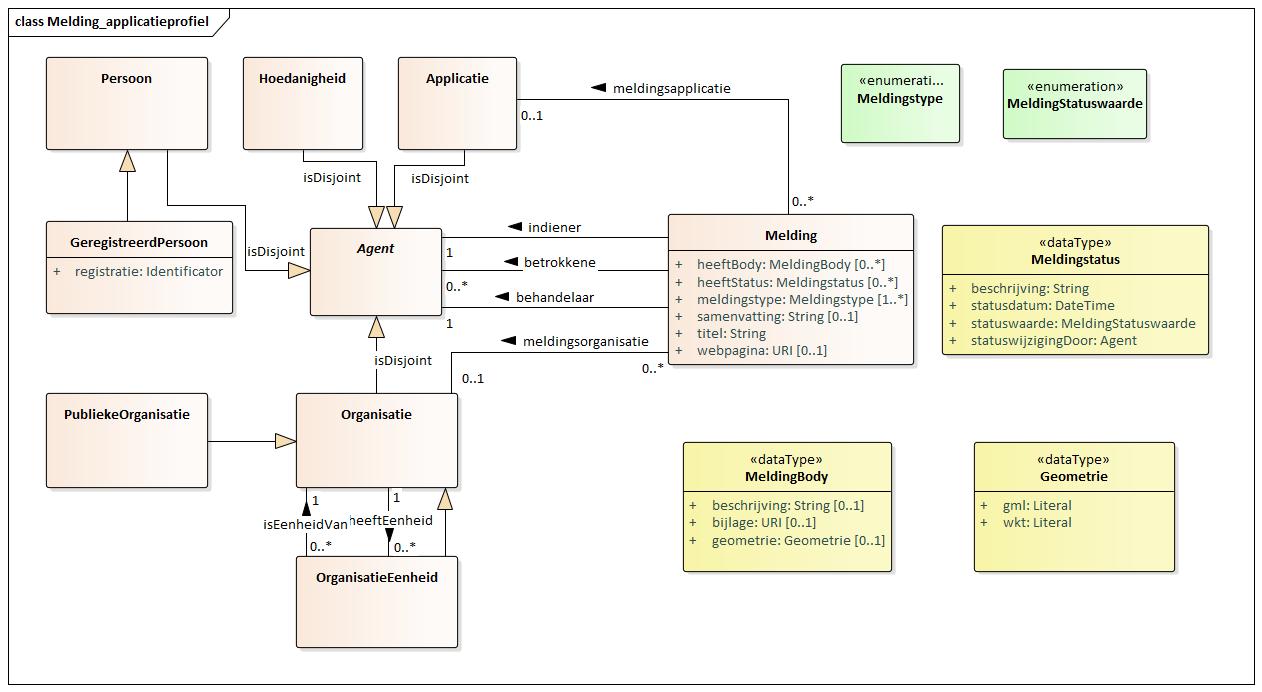 class Melding_applicatieprofiel
Persoon
Hoedanigheid
Applicatie
meldingsapplicatie
0..1
0..*
«enumerati...
Meldingstype
«enumeration»
MeldingStatuswaarde
isDisjoint
isDisjoint
GeregistreerdPersoon
+ registratie: Identificator
isDisjoint
Agent
indiener
1
betrokkene
0..*
behandelaar
1
meldingsorganisatie
0..1
0..*
Melding
+ heeftBody: MeldingBody [0..*]
+ heeftStatus: Meldingstatus [0..*]
+ meldingstype: Meldingstype [1..*]
+ samenvatting: String [0..1]
+ titel: String
+ webpagina: URI [0..1]
«dataType»
Meldingstatus
+ beschrijving: String
+ statusdatum: DateTime
+ statuswaarde: MeldingStatuswaarde
+ statuswijzigingDoor: Agent
isDisjoint
PubliekeOrganisatie
Organisatie
1
1
isEenheidVan
heeftEenheid
0..*
0..*
OrganisatieEenheid
«dataType»
MeldingBody
+ beschrijving: String [0..1]
+ bijlage: URI [0..1]
+ geometrie: Geometrie [0..1]
«dataType»
Geometrie
+ gml: Literal
+ wkt: Literal